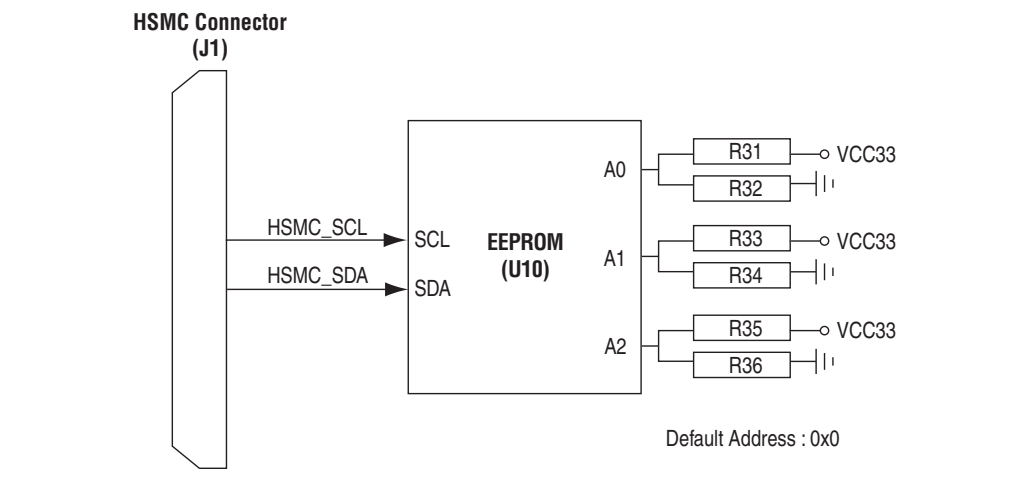 HSMC Connector
(J1)
HSMC_SCL
HSMC_SDA
SCL
SDA
EEPROM
(U10)
A0
R31
VCC33
R32
A1
R33
VCC33
R34
A2
R35
VCC33
R36
Default Address : 0x0